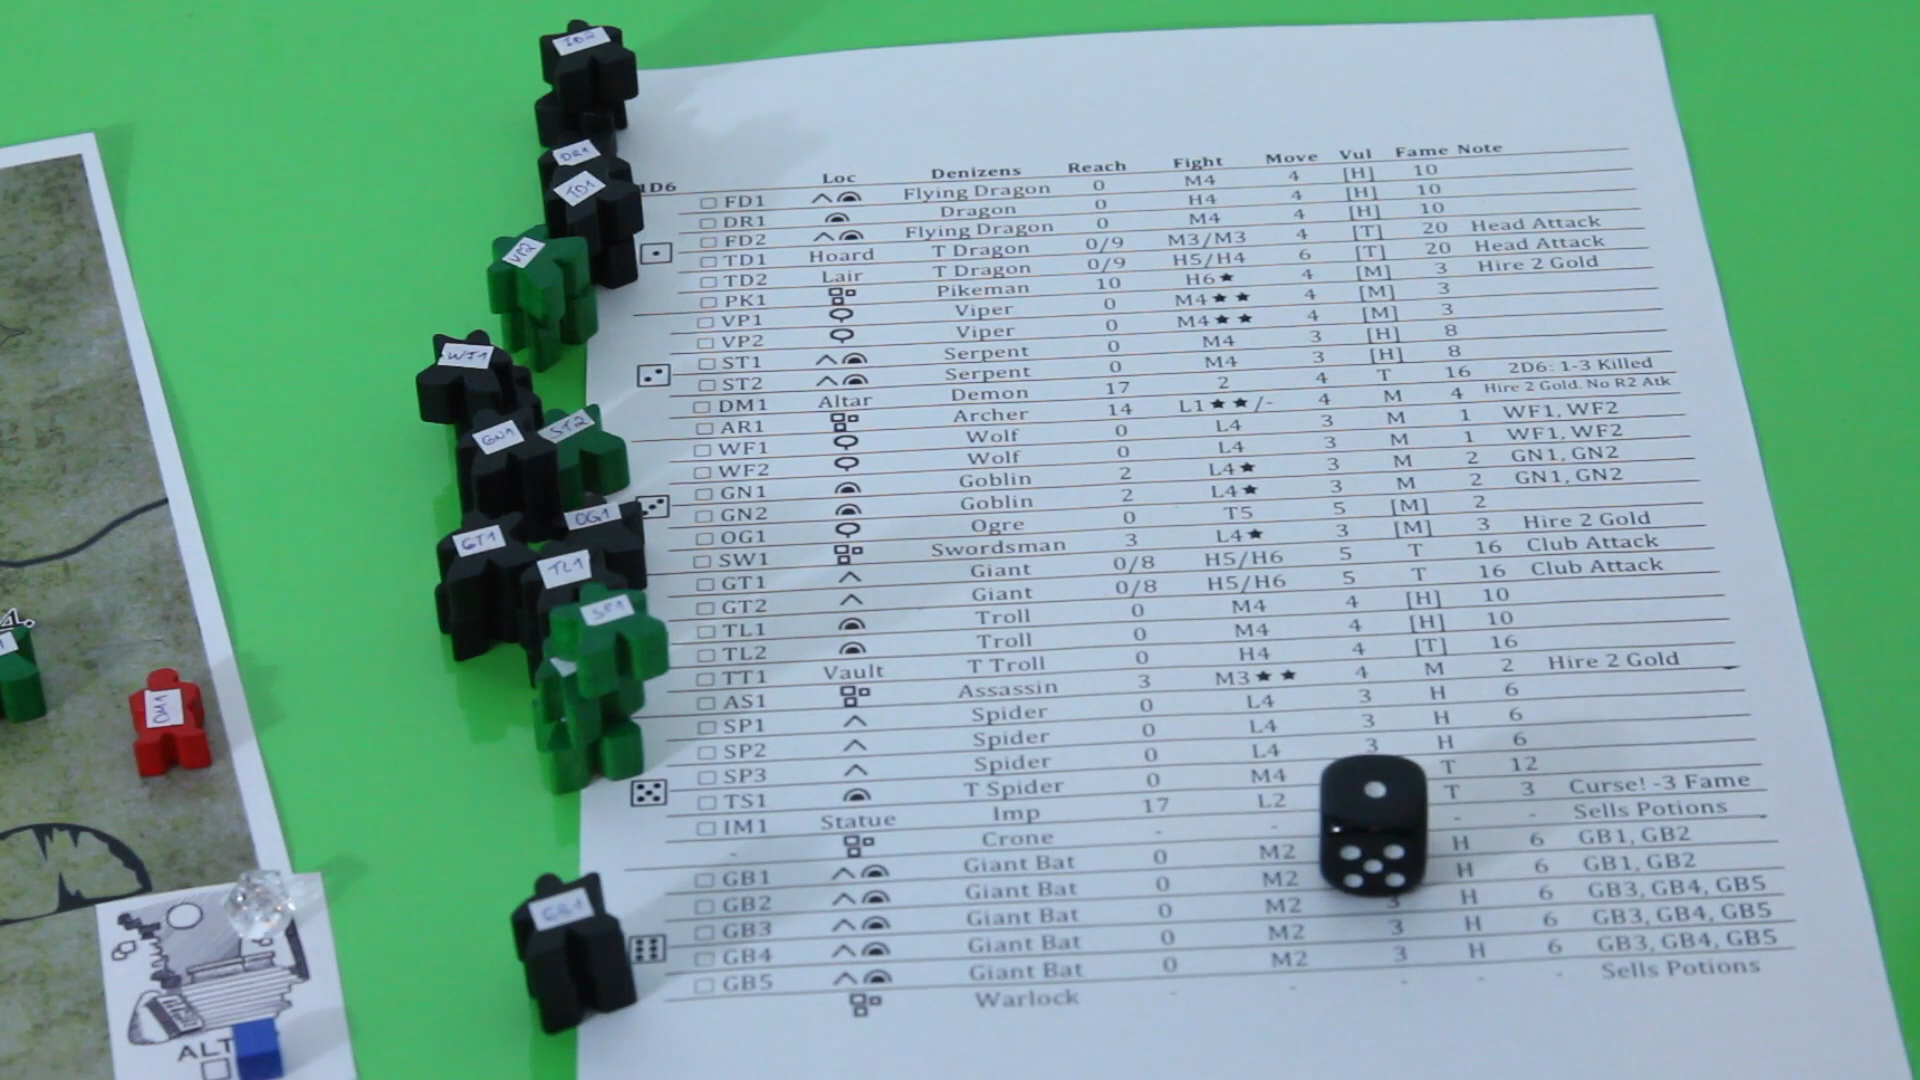 1D6 Loc Denizens Reach Fight Move Vul Fame Note
FD1 Flying Dragon 0 M4 4 [H] 10
DR1 Dragon 0 H4 4 [H] 10
FD2 Flying Dragon 0 M4 4 [H] 10
TD1 Hoard T Dragon 0/9 M3/M3 4 [T] 20 Head Attack
TD2 Lair T Dragon 0/9 H5/H4 6 [T] 20 Head Attack
PK1 Pikeman 10 H6★ 4 [M] 3 Hire 2 Gold
VP1 Viper 0 M4★★ 4 [M] 3
VP2 Viper 0 M4★★ 4 [M] 3
ST1 Serpent 0 M4 3 [H] 8
ST2 Serpent 0 M4 3 [H] 8
DM1 Altar Demon 17 2 4 T 16 2D6: 1-3 Killed
AR1 Archer 14 L1★★/- 4 M 4 Hire 2 Gold. No R2 Atk
WF1 Wolf 0 L4 3 M 1 WF1, WF2
WF2 Wolf 0 L4 3 M 1 WF1, WF2
GN1 Goblin 2 L4★ 3 M 2 GN1, GN2
GN2 Goblin 2 L4★ 3 M 2 GN1, GN2
OG1 Ogre 0 T5 5 [M] 2
SW1 Swordsman 3 L4★ 3 [M] 3 Hire 2 Gold
GT1 Giant 0/8 H5/H6 5 T 16 Club Attack
GT2 Giant 0/8 H5/H6 5 T 16 Club Attack
TL1 Troll 0 M4 4 [H] 10
TL2 Troll 0 M4 4 [H] 10
TT1 Vault T Troll 0 H4 4 [T] 16
AS1 Assassin 3 M3★★ 4 M 2 Hire 2 Gold
SP1 Spider 0 L4 3 H 6
SP2 Spider 0 L4 3 H 6
SP3 Spider 0 L4 3 H 6
TS1 T Spider 0 M4 T 12
IM1 Statue Imp 17 L2 T 3 Curse! -3 Fame
- Crone - - - - Sells Potions
GB1 Giant Bat 0 M2 H 6 GB1, GB2
GB2 Giant Bat 0 M2 H 6 GB1, GB2
GB3 Giant Bat 0 M2 3 H 6 GB3, GB4, GB5
GB4 Giant Bat 0 M2 3 H 6 GB3, GB4, GB5
GB5 Giant Bat 0 M2 3 H 6 GB3, GB4, GB5
Warlock - - - - - Sells Potions
DR1
TD1
VP2
GN1
ST2
OG1
GT1
TL1
SP1
GB1
DM1
ALT